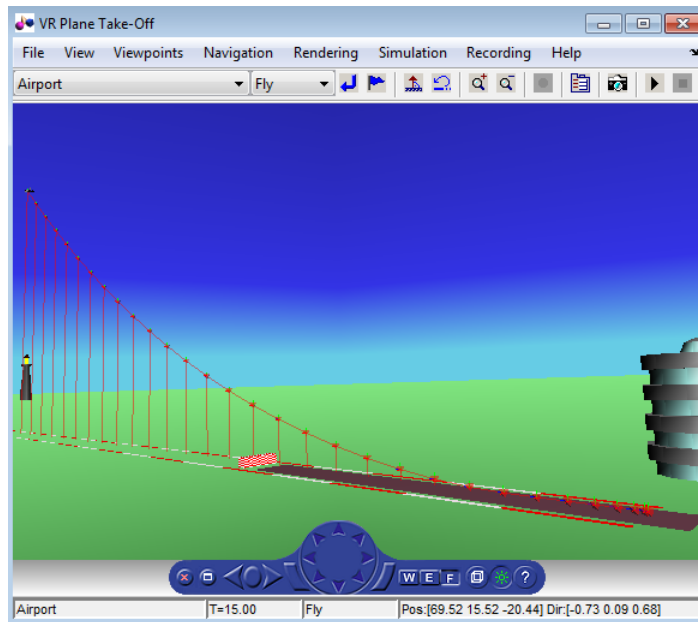 VR Plane Take-Off
File View Viewpoints Navigation Rendering Simulation Recording Help
Airport Fly
W E F ?
Airport T=15.00 Fly Pos:[69.52 15.52 -20.44] Dir:[-0.73 0.09 0.68]